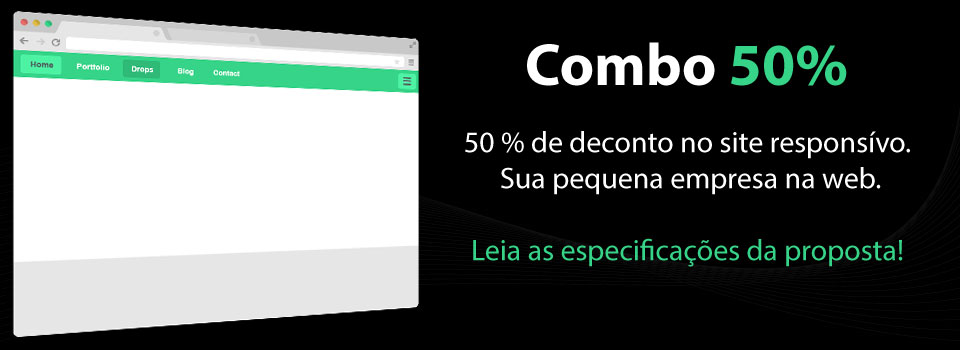 Home Portfolio Drops Blog Contact
Combo 50%
50 % de deconto no site responsívo.
Sua pequena empresa na web.
Leia as especificações da proposta!